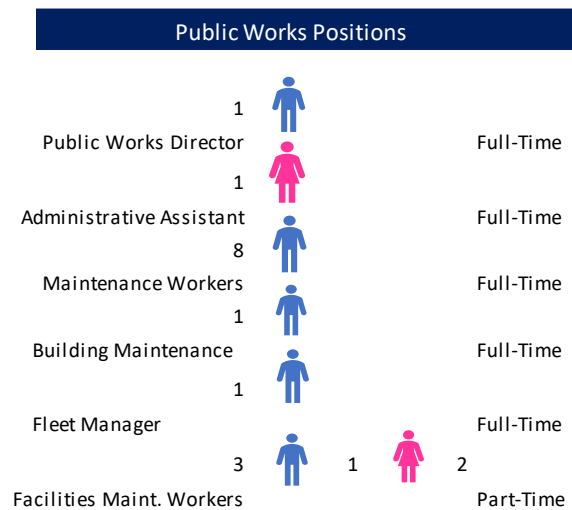 Public Works Positions
1
Public Works Director Full-Time
1
Administrative Assistant Full-Time
8
Maintenance Workers Full-Time
1
Building Maintenance Full-Time
1
Fleet Manager Full-Time
3 1 2
Facilities Maint. Workers Part-Time